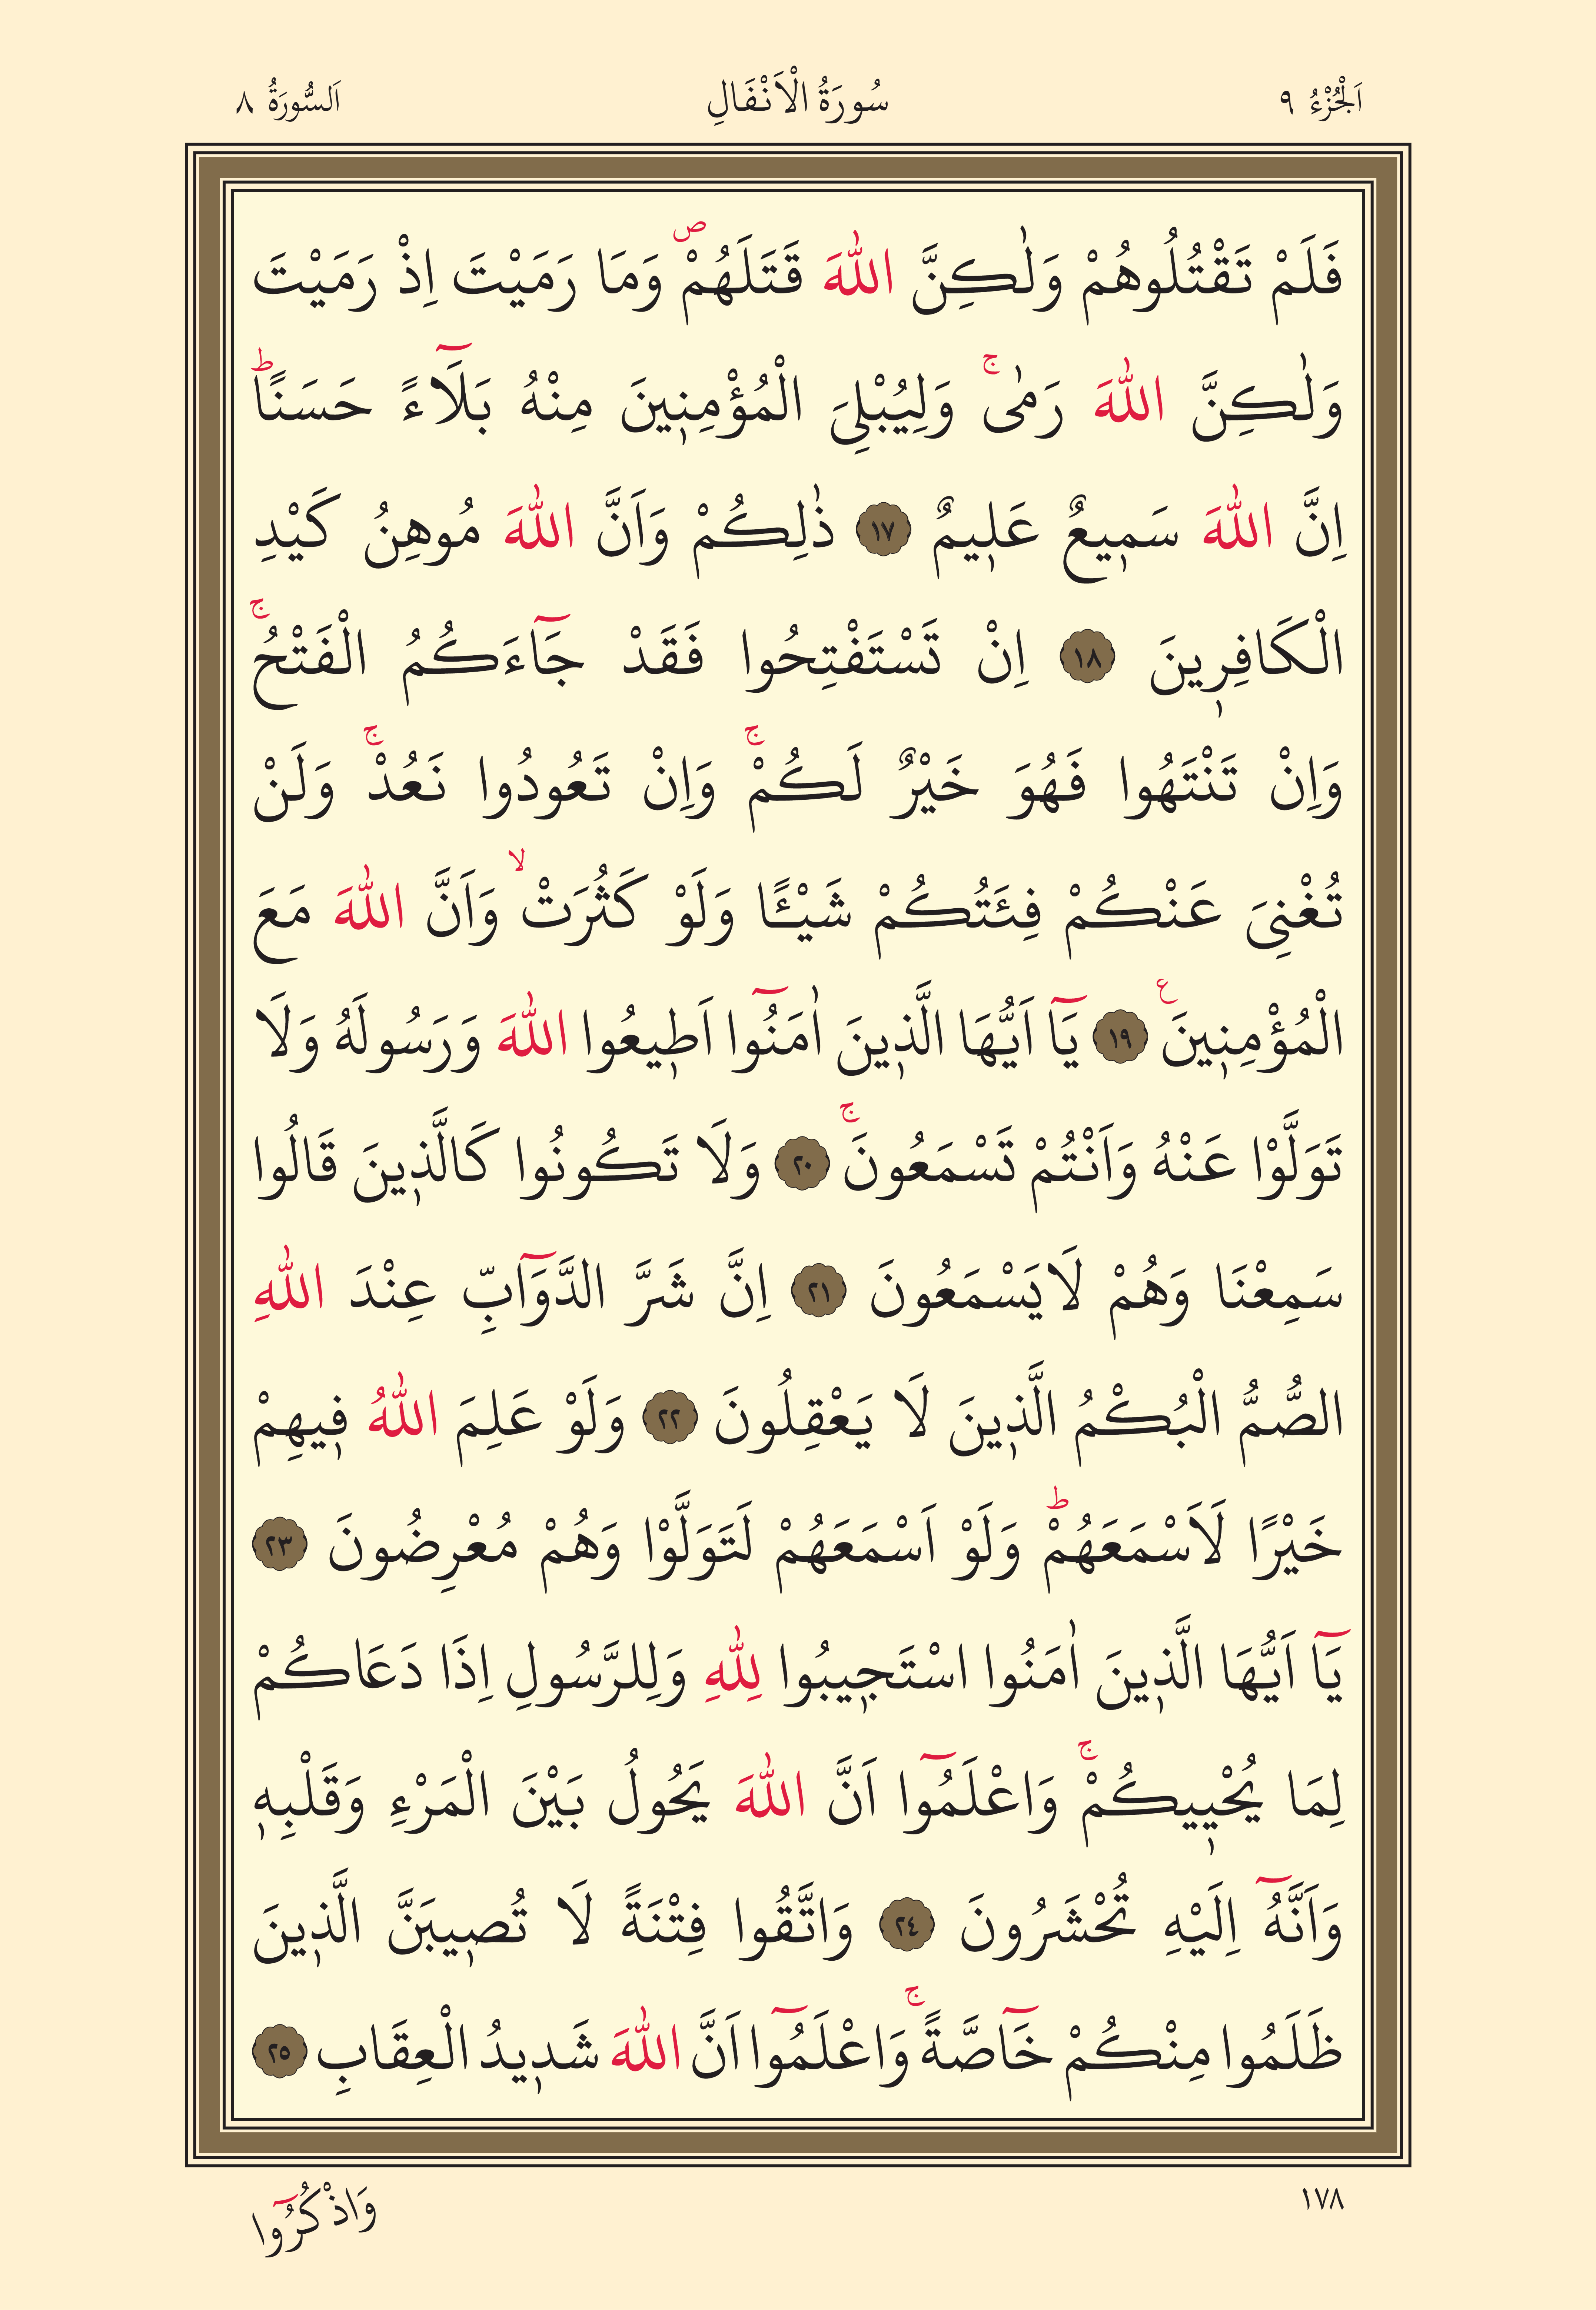 اَلْجُزْءُ ٩
سُورَةُ الْاَنْفَالِ
اَلسُّورَةُ ٨
فَلَمْ تَقْتُلُوهُمْ وَلٰكِنَّ اللّٰهَ قَتَلَهُمْۖ وَمَا رَمَيْتَ اِذْ رَمَيْتَ
وَلٰكِنَّ اللّٰهَ رَمٰىۚ وَلِيُبْلِيَ الْمُؤْمِنٖينَ مِنْهُ بَلَٓاءً حَسَنًاؕ
اِنَّ اللّٰهَ سَمٖيعٌ عَلٖيمٌ ﴿١٧﴾ ذٰلِكُمْ وَاَنَّ اللّٰهَ مُوهِنُ كَيْدِ
الْكَافِرٖينَ ﴿١٨﴾ اِنْ تَسْتَفْتِحُوا فَقَدْ جَٓاءَكُمُ الْفَتْحُۚ
وَاِنْ تَنْتَهُوا فَهُوَ خَيْرٌ لَكُمْۚ وَاِنْ تَعُودُوا نَعُدْۚ وَلَنْ
تُغْنِيَ عَنْكُمْ فِئَتُكُمْ شَيْـًٔا وَلَوْ كَثُرَتْۙ وَاَنَّ اللّٰهَ مَعَ
الْمُؤْمِنٖينَࣖ ﴿١٩﴾ يَٓا اَيُّهَا الَّذٖينَ اٰمَنُٓوا اَطٖيعُوا اللّٰهَ وَرَسُولَهُ وَلَا
تَوَلَّوْا عَنْهُ وَاَنْتُمْ تَسْمَعُونَۚ ﴿٢٠﴾ وَلَا تَكُونُوا كَالَّذٖينَ قَالُوا
سَمِعْنَا وَهُمْ لَا يَسْمَعُونَ ﴿٢١﴾ اِنَّ شَرَّ الدَّوَٓابِّ عِنْدَ اللّٰهِ
الصُّمُّ الْبُكْمُ الَّذٖينَ لَا يَعْقِلُونَ ﴿٢٢﴾ وَلَوْ عَلِمَ اللّٰهُ فٖيهِمْ
خَيْرًا لَاَسْمَعَهُمْؕ وَلَوْ اَسْمَعَهُمْ لَتَوَلَّوْا وَهُمْ مُعْرِضُونَ ﴿٢٣﴾
يَٓا اَيُّهَا الَّذٖينَ اٰمَنُوا اسْتَجٖيبُوا لِلّٰهِ وَلِلرَّسُولِ اِذَا دَعَاكُمْ
لِمَا يُحْيٖيكُمْۚ وَاعْلَمُٓوا اَنَّ اللّٰهَ يَحُولُ بَيْنَ الْمَرْءِ وَقَلْبِهٖ
وَاَنَّهُٓ اِلَيْهِ تُحْشَرُونَ ﴿٢٤﴾ وَاتَّقُوا فِتْنَةً لَا تُصٖيبَنَّ الَّذٖينَ
ظَلَمُوا مِنْكُمْ خَٓاصَّةًۚ وَاعْلَمُٓوا اَنَّ اللّٰهَ شَدٖيدُ الْعِقَابِ ﴿٢٥﴾
١٧٨
وَاذْكُرُٓوا